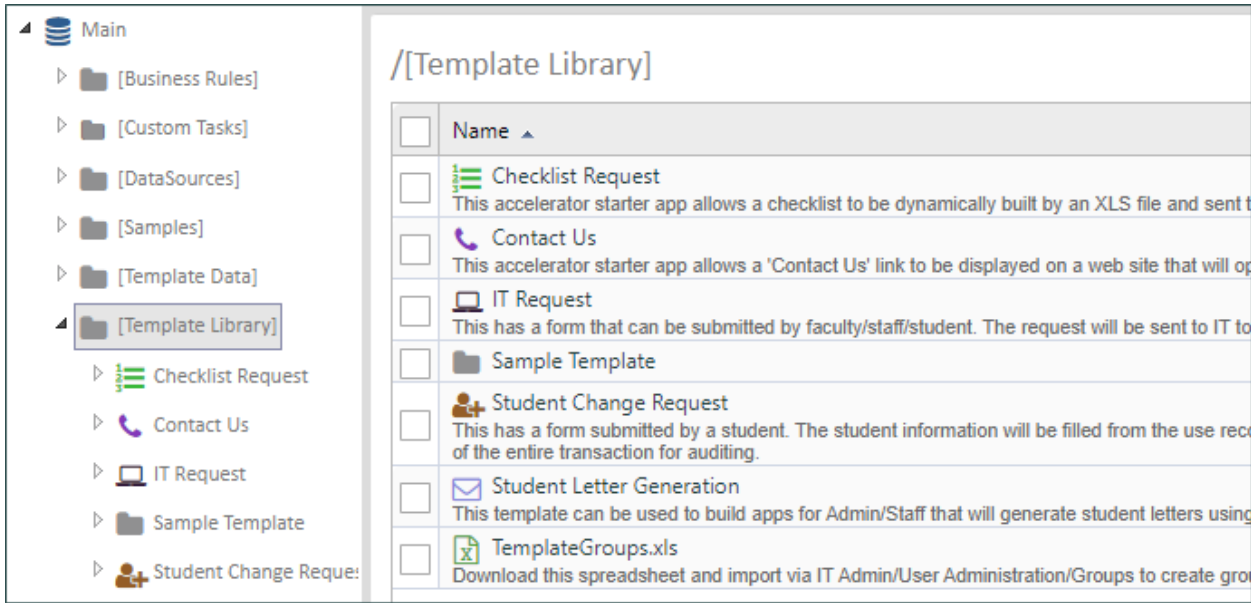 Main
[Business Rules]
[Custom Tasks]
[DataSources]
[Samples]
[Template Data]
[Template Library]
Checklist Request
Contact Us
IT Request
Sample Template
Student Change Reques
/[Template Library]
Name
Checklist Request
This accelerator starter app allows a checklist to be dynamically built by an XLS file and sent t
Contact Us
This accelerator starter app allows a 'Contact Us' link to be displayed on a web site that will op
IT Request
This has a form that can be submitted by faculty/staff/student. The request will be sent to IT to
Sample Template
Student Change Request
This has a form submitted by a student. The student information will be filled from the use reco
of the entire transaction for auditing.
Student Letter Generation
This template can be used to build apps for Admin/Staff that will generate student letters using
TemplateGroups.xls
Download this spreadsheet and import via IT Admin/User Administration/Groups to create grou